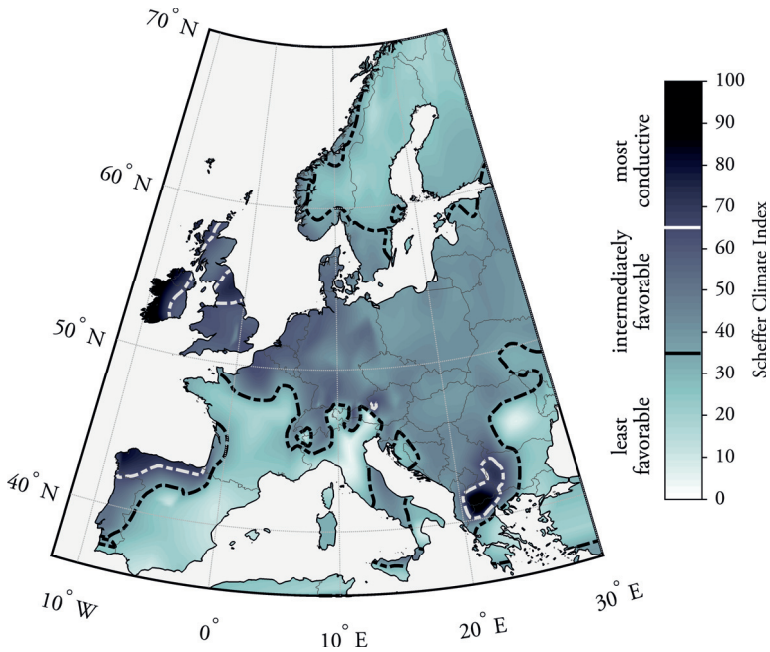 70° N
60° N
50° N
40° N
10° W
0°
10° E
20° E
30° E
most
conductive
intermediately
favorable
least
favorable
100
90
80
70
60
50
40
30
20
10
0
Scheffer Climate Index